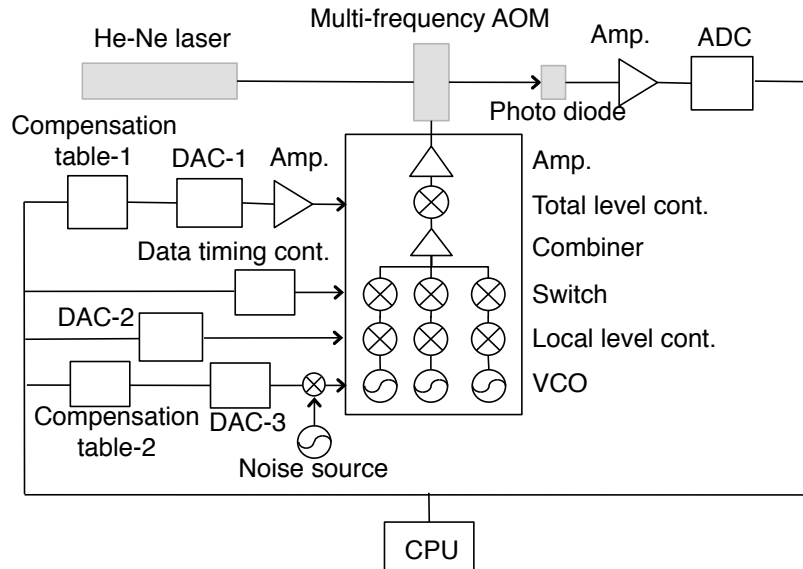 Multi-frequency AOM
He-Ne laser
Amp.
ADC
Photo diode
Compensation
table-1
DAC-1
Amp.
Amp.
Total level cont.
Data timing cont.
Combiner
Switch
DAC-2
Local level cont.
VCO
Compensation
table-2
DAC-3
Noise source
CPU